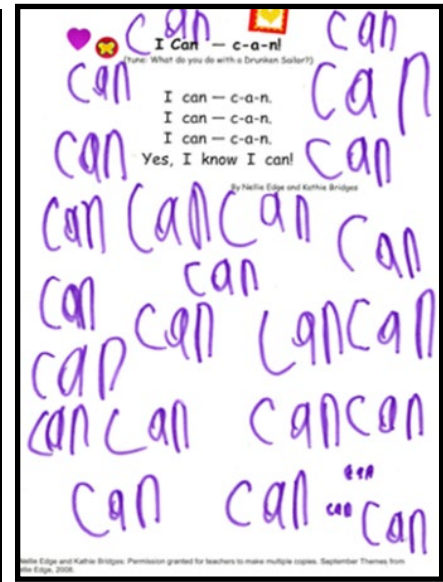 can
I Can — c-a-n! can
(tune: What do you do with a Drunken Sailor?)
can can
I can — c-a-n.
I can — c-a-n.
I can — c-a-n.
can Yes, I know I can! can
By Nellie Edge and Kathie Bridges
can can can can
can
can can can can
can
can can can can
can
can can can can
Nellie Edge and Kathie Bridges: Permission granted for teachers to make multiple copies. September Themes from
Nellie Edge, 2008.